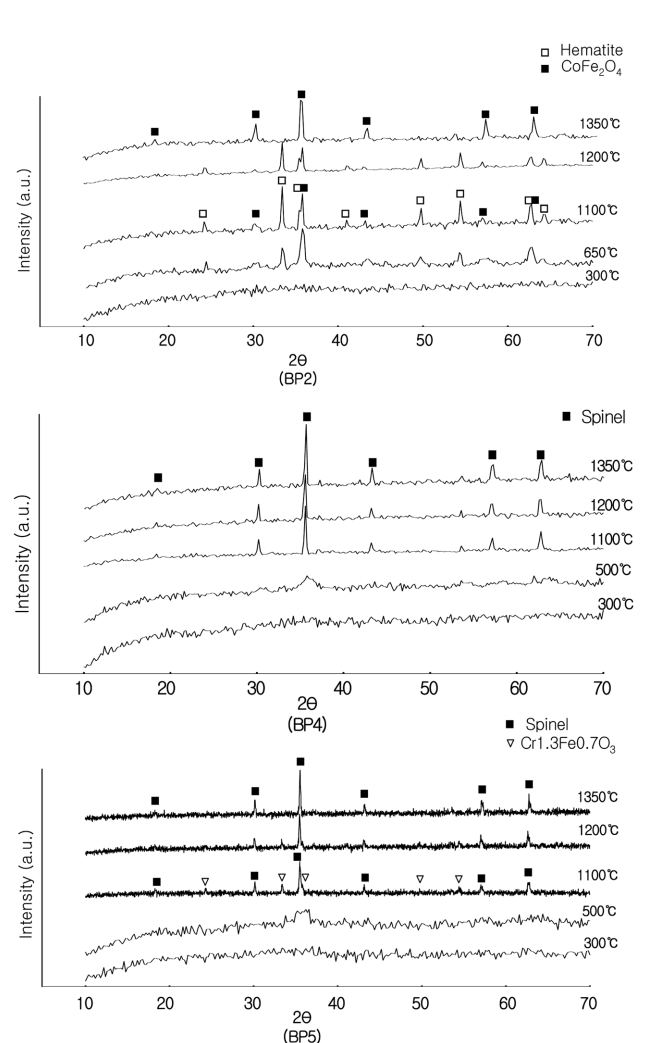 □ Hematite
■ CoFe₂O₄
1350℃
1200℃
1100℃
650℃
300℃
Intensity (a.u.)
10 20 30 40 50 60 70
2Θ
(BP2)
■ Spinel
1350℃
1200℃
1100℃
500℃
300℃
Intensity (a.u.)
10 20 30 40 50 60 70
2Θ
(BP4)
■ Spinel
▽ Cr1.3Fe0.7O₃
1350℃
1200℃
1100℃
500℃
300℃
Intensity (a.u.)
10 20 30 40 50 60 70
2Θ
(BP5)